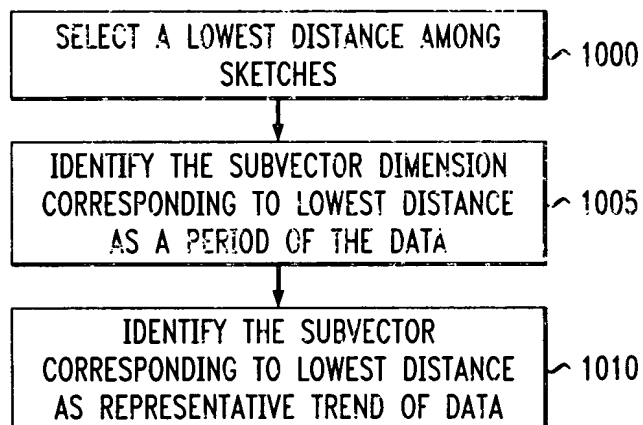 SELECT A LOWEST DISTANCE AMONG
SKETCHES
1000
IDENTIFY THE SUBVECTOR DIMENSION
CORRESPONDING TO LOWEST DISTANCE
AS A PERIOD OF THE DATA
1005
IDENTIFY THE SUBVECTOR
CORRESPONDING TO LOWEST DISTANCE
AS REPRESENTATIVE TREND OF DATA
1010